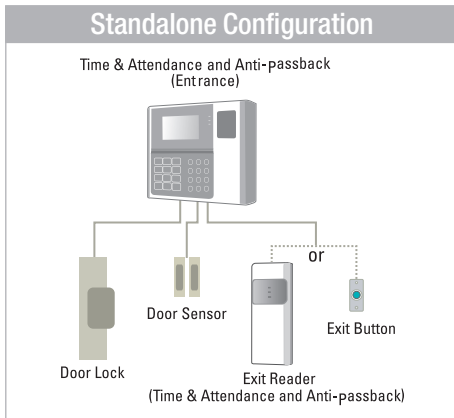 Standalone Configuration
Time & Attendance and Anti-passback
(Entrance)
or
Door Sensor
Exit Button
Door Lock
Exit Reader
(Time & Attendance and Anti-passback)